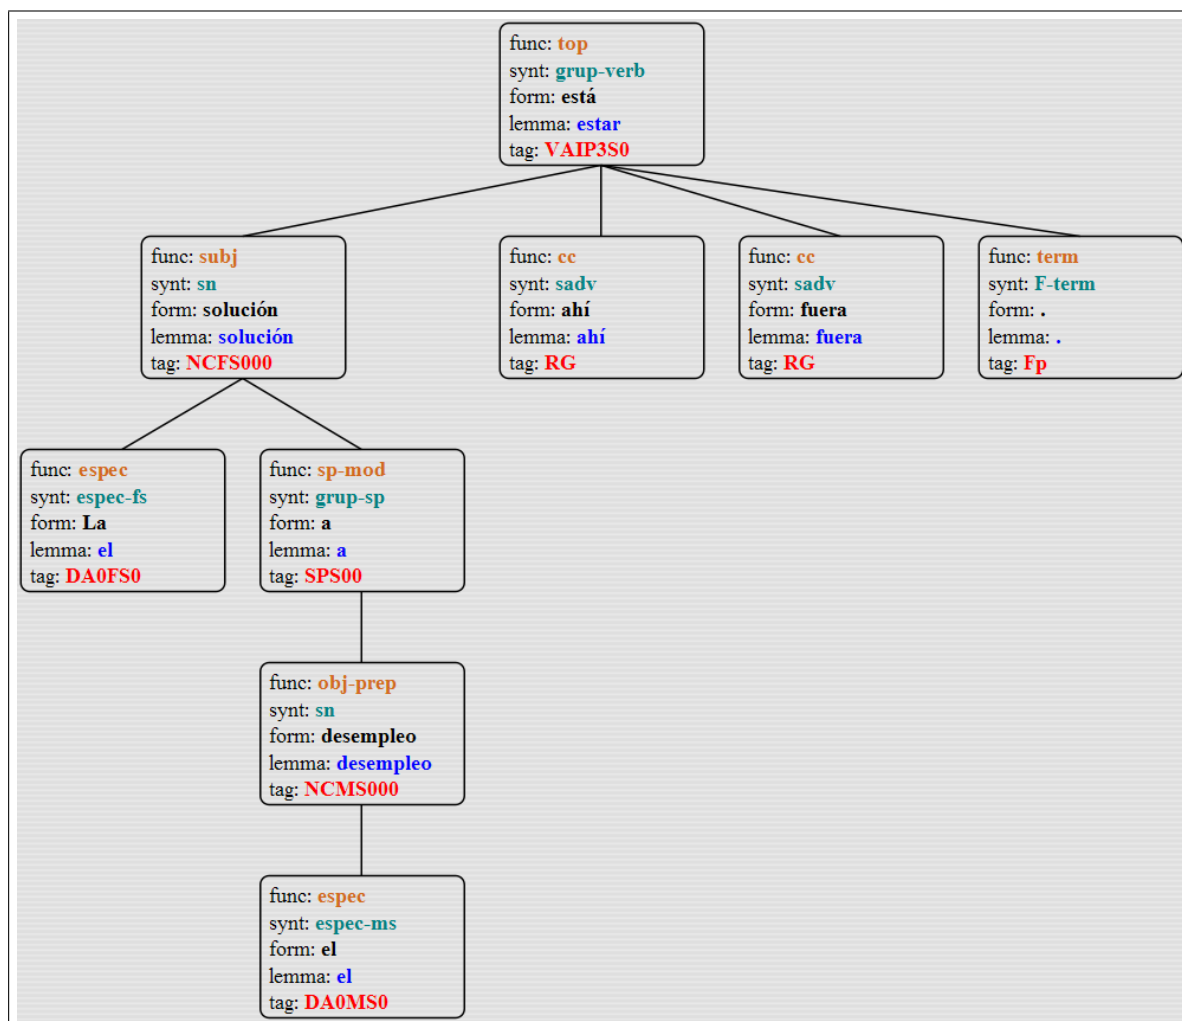 func: top
synt: grup-verb
form: está
lemma: estar
tag: VAIP3S0
func: subj
synt: sn
form: solución
lemma: solución
tag: NCFS000
func: cc
synt: sadv
form: ahí
lemma: ahí
tag: RG
func: cc
synt: sadv
form: fuera
lemma: fuera
tag: RG
func: term
synt: F-term
form: .
lemma: .
tag: Fp
func: espec
synt: espec-fs
form: La
lemma: el
tag: DA0FS0
func: sp-mod
synt: grup-sp
form: a
lemma: a
tag: SPS00
func: obj-prep
synt: sn
form: desempleo
lemma: desempleo
tag: NCMS000
func: espec
synt: espec-ms
form: el
lemma: el
tag: DA0MS0